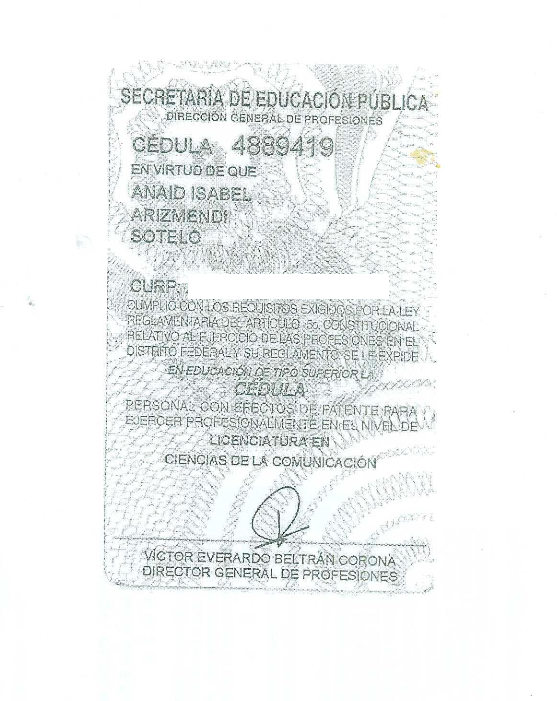 SECRETARÍA DE EDUCACIÓN PÚBLICA
DIRECCIÓN GENERAL DE PROFESIONES
CÉDULA 4889419
EN VIRTUD DE QUE
ANAID ISABEL
ARIZMENDI
SOTELO
CURP:
CUMPLIÓ CON LOS REQUISITOS EXIGIDOS POR LA LEY
REGLAMENTARIA DEL ARTÍCULO 5o. CONSTITUCIONAL
RELATIVO AL EJERCICIO DE LAS PROFESIONES EN EL
DISTRITO FEDERAL Y SU REGLAMENTO SE LE EXPIDE
EN EDUCACIÓN DE TIPO SUPERIOR LA
CÉDULA
PERSONAL CON EFECTOS DE PATENTE PARA
EJERCER PROFESIONALMENTE EN EL NIVEL DE
LICENCIATURA EN
CIENCIAS DE LA COMUNICACIÓN
VÍCTOR EVERARDO BELTRÁN CORONA
DIRECTOR GENERAL DE PROFESIONES